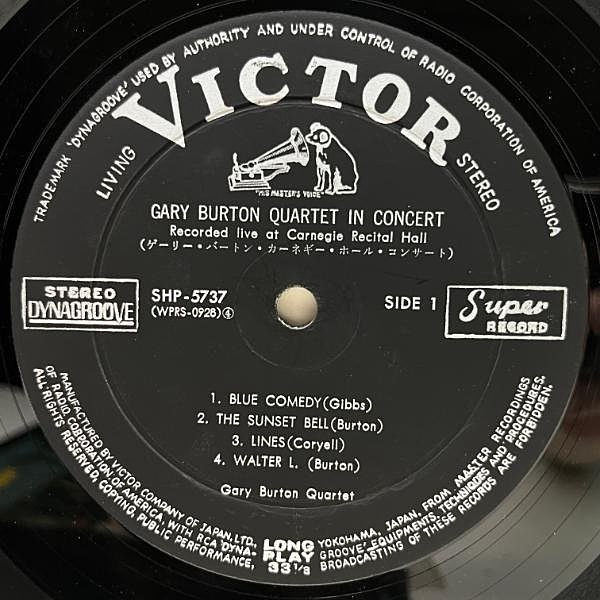 TRADEMARK 'DYNAGROOVE' USED BY AUTHORITY AND UNDER CONTROL OF RADIO CORPORATION OF AMERICA
LIVING
VICTOR
STEREO
"HIS MASTER'S VOICE"
GARY BURTON QUARTET IN CONCERT
Recorded live at Carnegie Recital Hall
(ゲーリー・バートン・カーネギー・ホール・コンサート)
STEREO
DYNAGROOVE
SHP-5737
(WPRS-0928)④
SIDE 1
Super
RECORD
1. BLUE COMEDY (Gibbs)
2. THE SUNSET BELL (Burton)
3. LINES (Coryell)
4. WALTER L. (Burton)
Gary Burton Quartet
MANUFACTURED BY VICTOR COMPANY OF JAPAN, LTD., YOKOHAMA, JAPAN, FROM MASTER RECORDINGS
OF RADIO CORPORATION OF AMERICA, WITH RCA 'DYNAGROOVE' EQUIPMENTS, TECHNIQUES AND PROCEDURES.
ALL RIGHTS RESERVED, COPYING, PUBLIC PERFORMANCE, BROADCASTING OF THESE RECORDS ARE FORBIDDEN.
LONG
PLAY
33 1/3